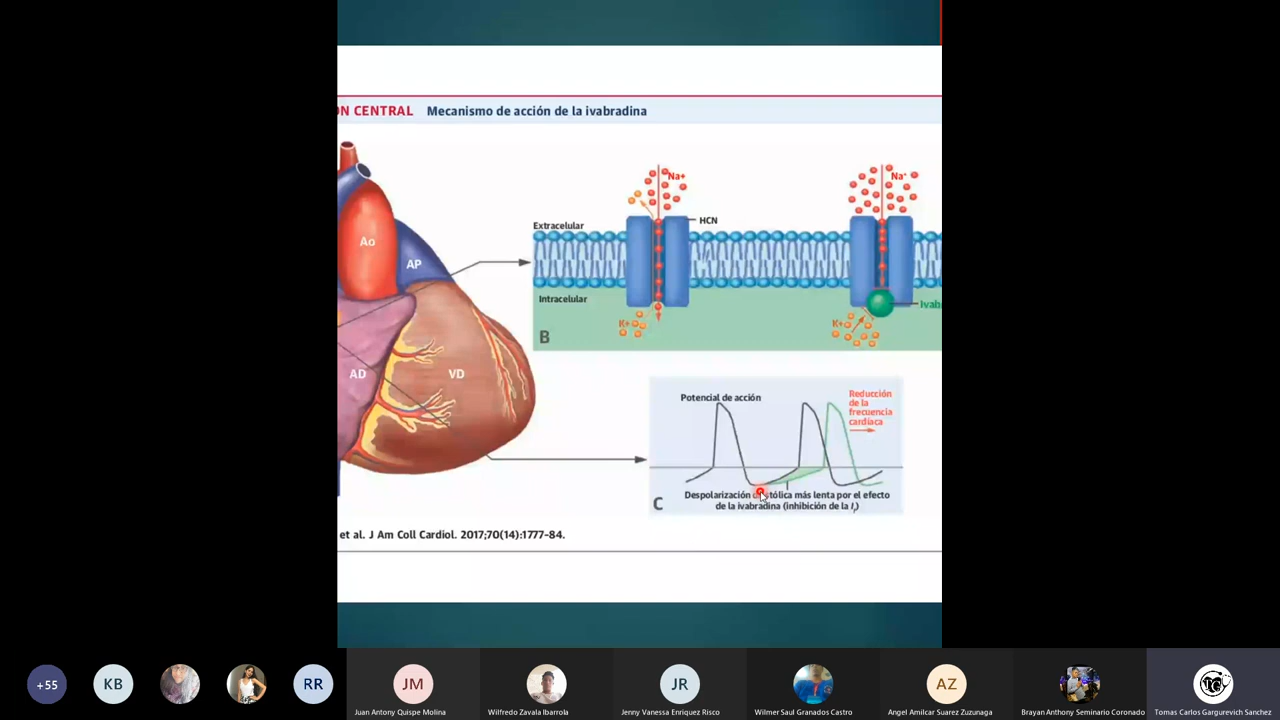 ON CENTRAL Mecanismo de acción de la ivabradina
Na+
Na+
HCN
Extracelular
Ao
AP
Intracelular
K+
K+
B
AD
VD
Potencial de acción
Reducción
de la
frecuencia
cardíaca
Despolarización más lenta por el efecto
de la ivabradina (inhibición de la If)
C
et al. J Am Coll Cardiol. 2017;70(14):1777-84.
+55
KB
RR
JM
JR
AZ
Juan Antony Quispe Molina
Wilfredo Zavala Ibarrola
Jenny Vanessa Enriquez Risco
Wilmer Saul Granados Castro
Angel Amilcar Suarez Zuzunaga
Brayan Anthony Seminario Coronado
Tomas Carlos Gargurevich Sanchez